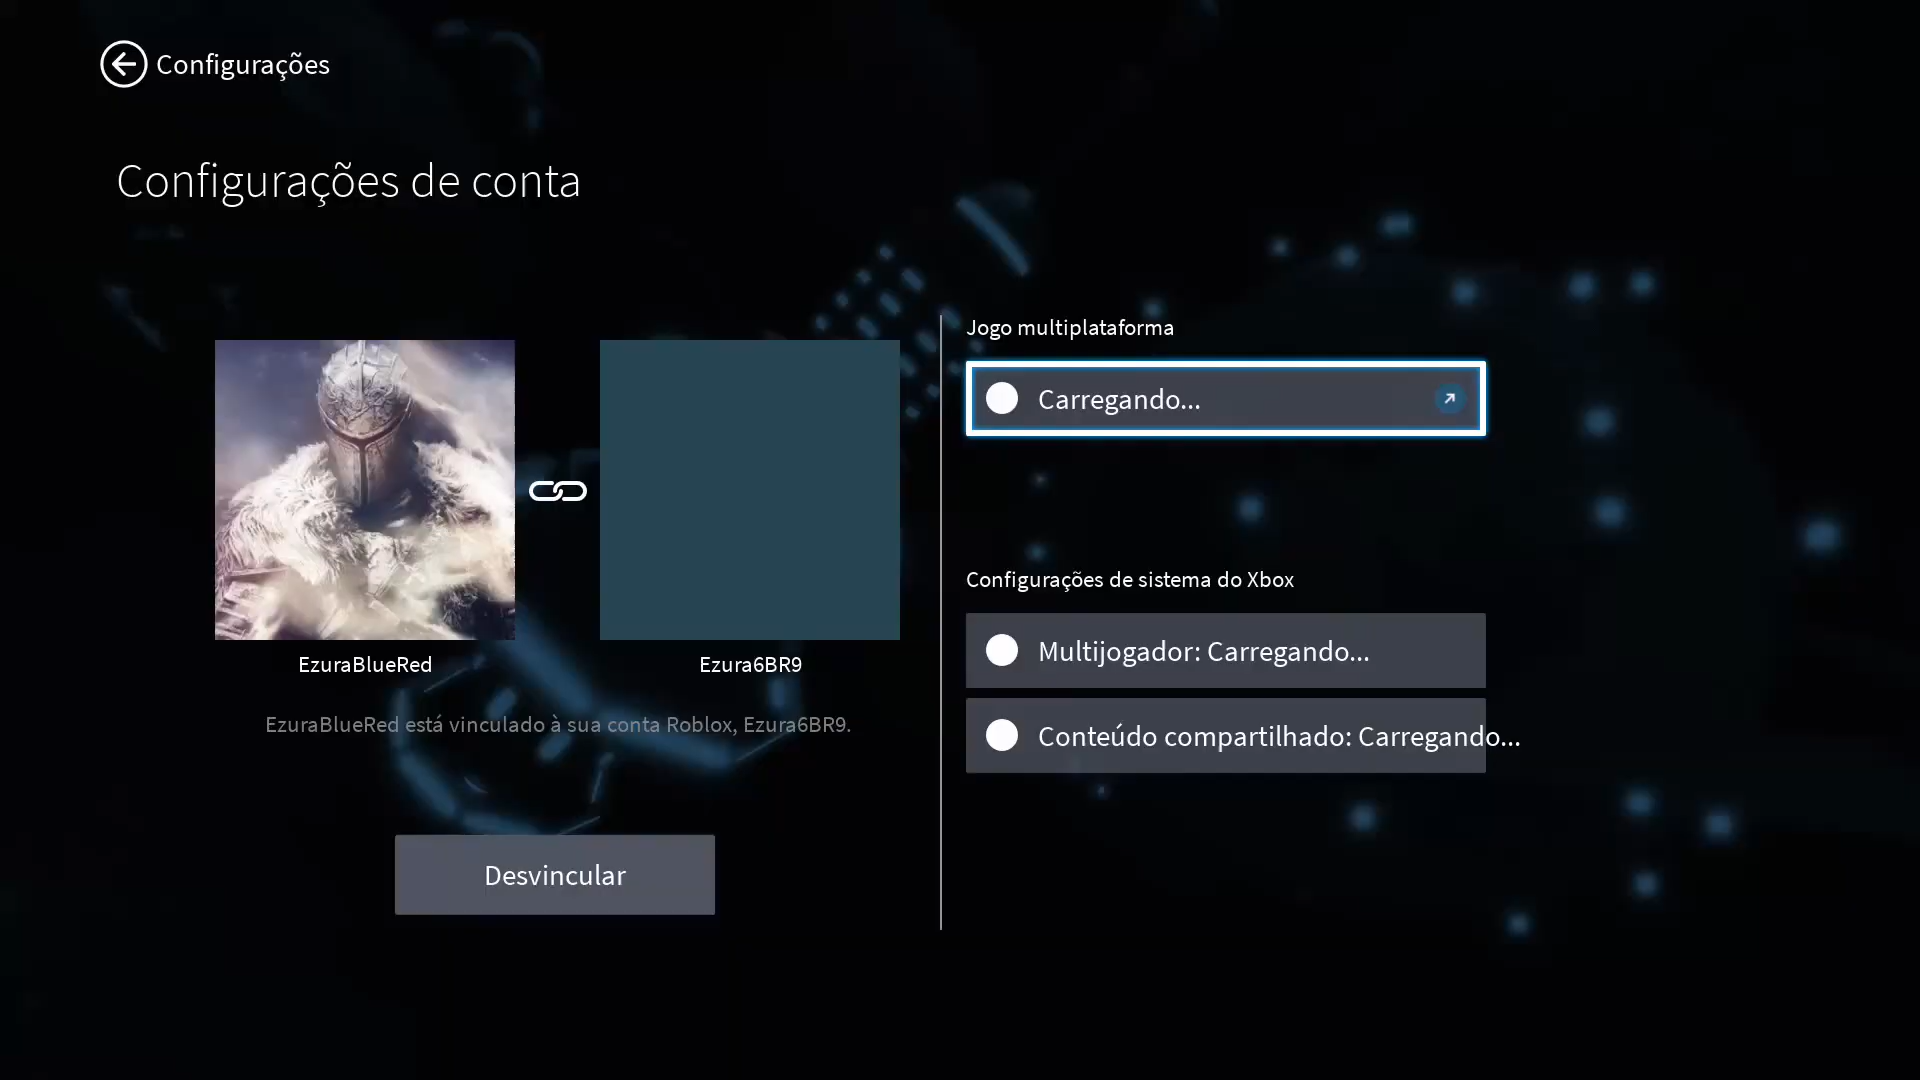 Configurações
Configurações de conta
EzuraBlueRed
Ezura6BR9
EzuraBlueRed está vinculado à sua conta Roblox, Ezura6BR9.
Desvincular
Jogo multiplataforma
Carregando...
Configurações de sistema do Xbox
Multijogador: Carregando...
Conteúdo compartilhado: Carregando...